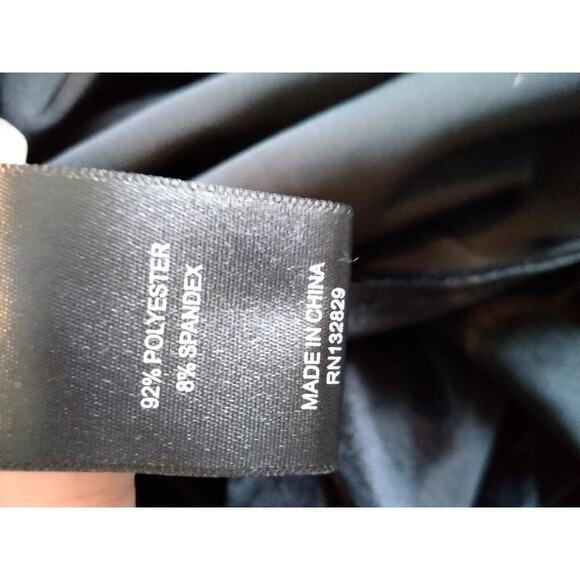 92% POLYESTER
8% SPANDEX
MADE IN CHINA
RN132829